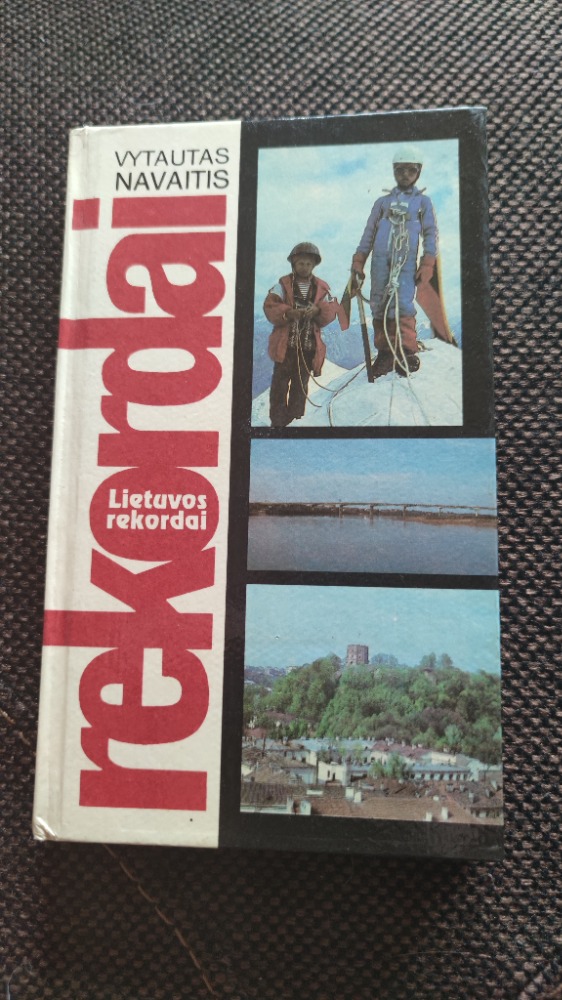 VYTAUTAS
NAVAITIS
rekordai
Lietuvos
rekordai